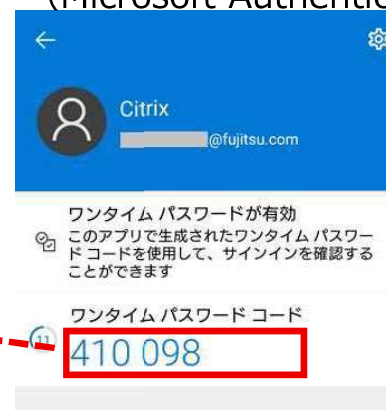 (Microsoft Authentic
Citrix
@fujitsu.com
ワンタイム パスワードが有効
このアプリで生成されたワンタイム パスワー
ド コードを使用して、サインインを確認する
ことができます
ワンタイム パスワード コード
11
410 098